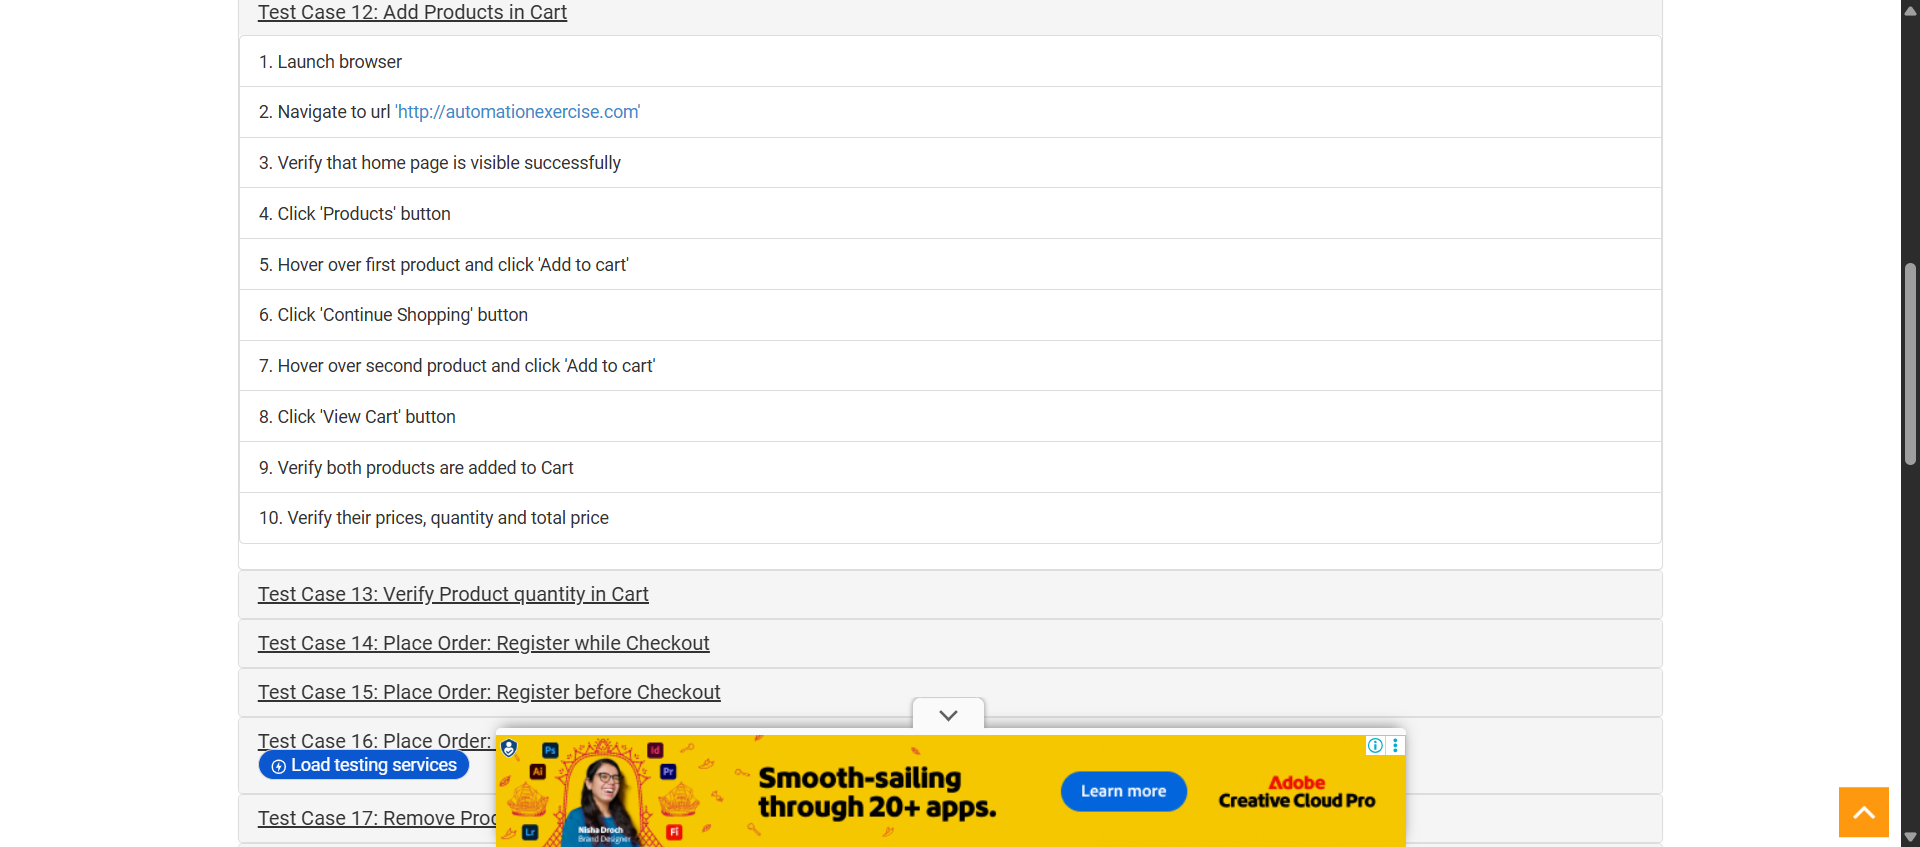 Test Case 12: Add Products in Cart
1. Launch browser
2. Navigate to url 'http://automationexercise.com'
3. Verify that home page is visible successfully
4. Click 'Products' button
5. Hover over first product and click 'Add to cart'
6. Click 'Continue Shopping' button
7. Hover over second product and click 'Add to cart'
8. Click 'View Cart' button
9. Verify both products are added to Cart
10. Verify their prices, quantity and total price
Test Case 13: Verify Product quantity in Cart
Test Case 14: Place Order: Register while Checkout
Test Case 15: Place Order: Register before Checkout
Test Case 16: Place Order:
Load testing services
Test Case 17: Remove Proc
Ps
Id
Ai
Pr
Lr
Fi
Nisha Droch
Brand Designer
Smooth-sailing
through 20+ apps.
Learn more
Adobe
Creative Cloud Pro